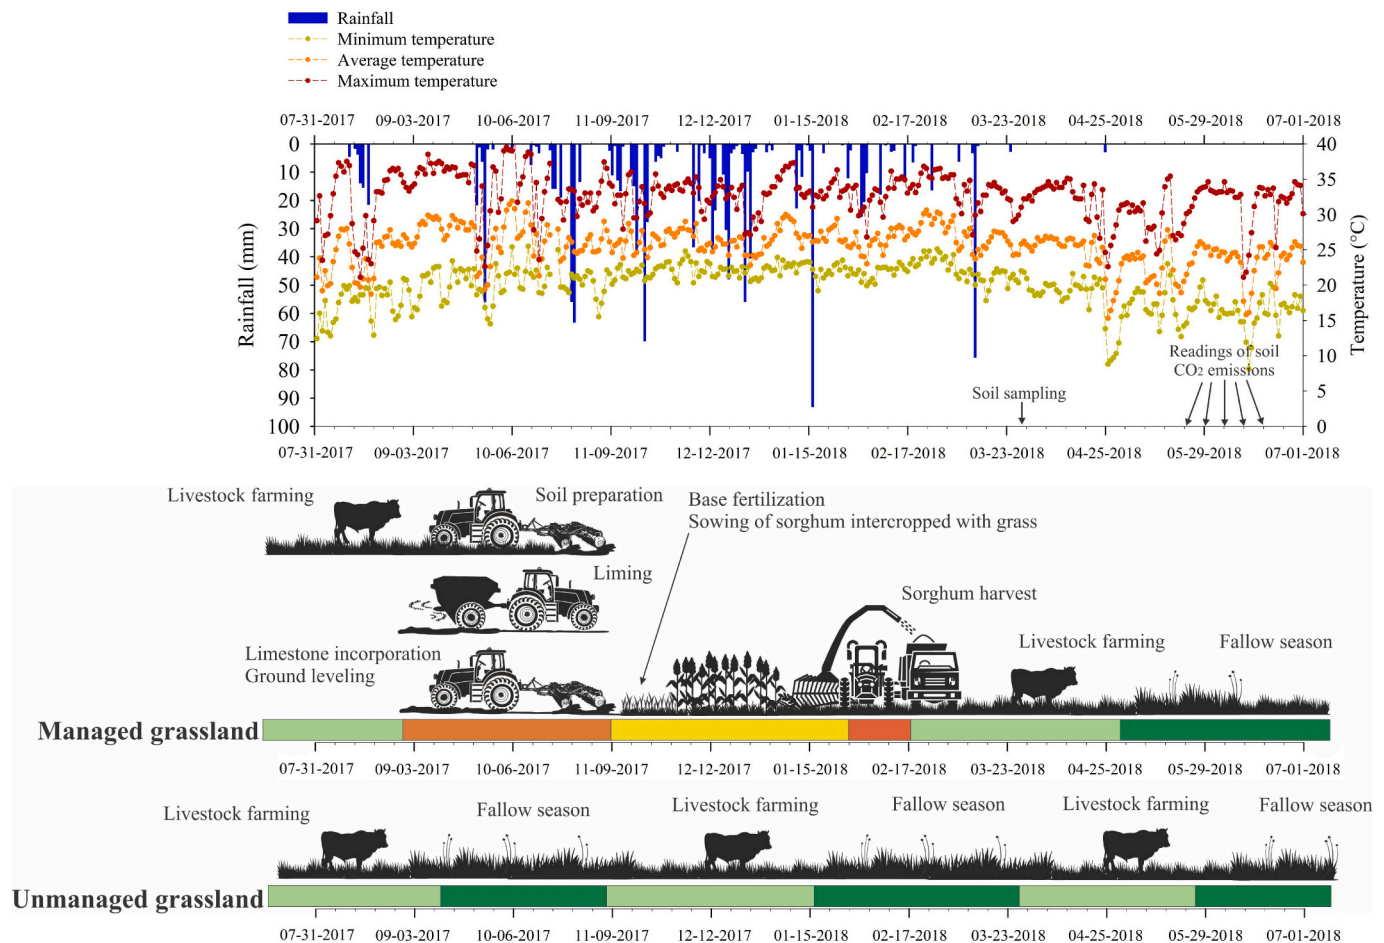 Rainfall
Minimum temperature
Average temperature
Maximum temperature
07-31-2017 09-03-2017 10-06-2017 11-09-2017 12-12-2017 01-15-2018 02-17-2018 03-23-2018 04-25-2018 05-29-2018 07-01-2018
Rainfall (mm)
0
10
20
30
40
50
60
70
80
90
100
Temperature (°C)
40
35
30
25
20
15
10
5
0
Readings of soil
CO2 emissions
Soil sampling
07-31-2017 09-03-2017 10-06-2017 11-09-2017 12-12-2017 01-15-2018 02-17-2018 03-23-2018 04-25-2018 05-29-2018 07-01-2018
Livestock farming
Soil preparation
Base fertilization
Sowing of sorghum intercropped with grass
Liming
Sorghum harvest
Limestone incorporation
Ground leveling
Livestock farming
Fallow season
Managed grassland
07-31-2017 09-03-2017 10-06-2017 11-09-2017 12-12-2017 01-15-2018 02-17-2018 03-23-2018 04-25-2018 05-29-2018 07-01-2018
Livestock farming
Fallow season
Livestock farming
Fallow season
Livestock farming
Fallow season
Unmanaged grassland
07-31-2017 09-03-2017 10-06-2017 11-09-2017 12-12-2017 01-15-2018 02-17-2018 03-23-2018 04-25-2018 05-29-2018 07-01-2018